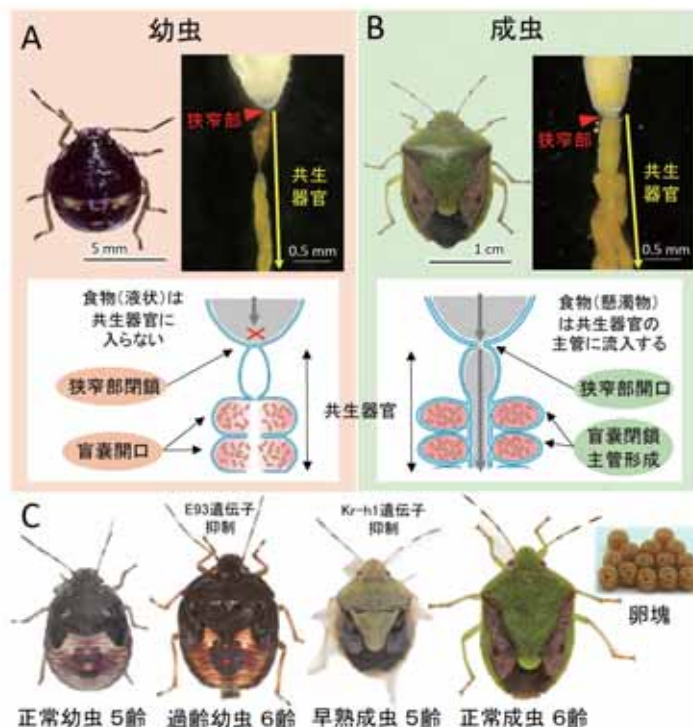 A
幼虫
狭窄部
共生
器官
5 mm
0.5 mm
食物(液状)は
共生器官に
入らない
狭窄部閉鎖
盲嚢開口
共生器官
B
成虫
狭窄部
共生
器官
1 cm
0.5 mm
食物(懸濁物)
は共生器官の
主管に流入する
狭窄部開口
盲嚢閉鎖
主管形成
C
E93遺伝子
抑制
Kr-h1遺伝子
抑制
卵塊
正常幼虫 5齢
過齢幼虫 6齢
早熟成虫 5齢
正常成虫 6齢